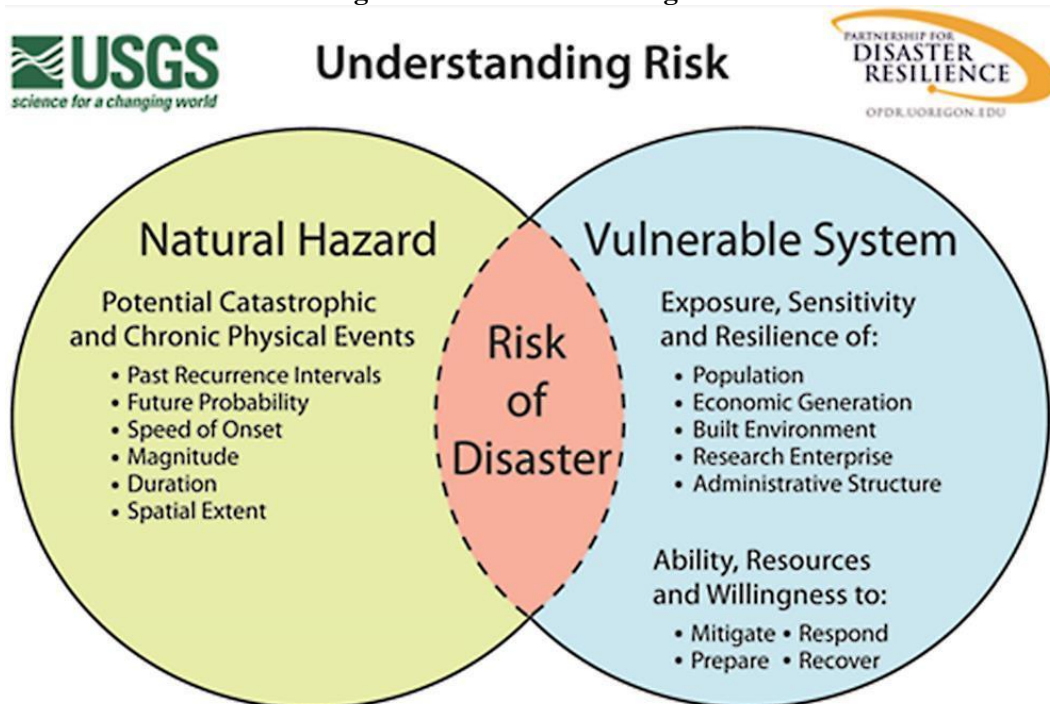 USGS
science for a changing world
Understanding Risk
PARTNERSHIP FOR
DISASTER
RESILIENCE
OPDR.UOREGON.EDU
Natural Hazard
Potential Catastrophic
and Chronic Physical Events
• Past Recurrence Intervals
• Future Probability
• Speed of Onset
• Magnitude
• Duration
• Spatial Extent
Risk
of
Disaster
Vulnerable System
Exposure, Sensitivity
and Resilience of:
• Population
• Economic Generation
• Built Environment
• Research Enterprise
• Administrative Structure
Ability, Resources
and Willingness to:
• Mitigate • Respond
• Prepare • Recover